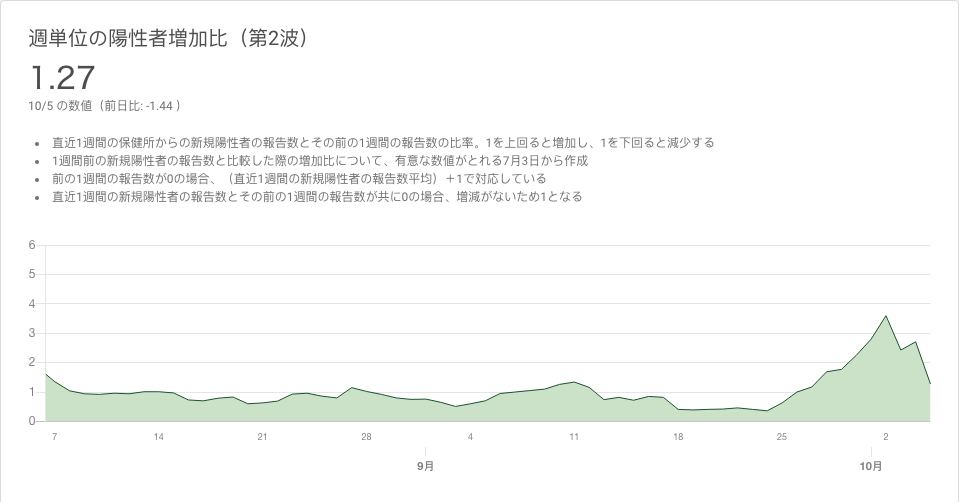 週単位の陽性者増加比（第2波）
1.27
10/5 の数値（前日比: -1.44 ）
• 直近1週間の保健所からの新規陽性者の報告数とその前の1週間の報告数の比率。1を上回ると増加し、1を下回ると減少する
• 1週間前の新規陽性者の報告数と比較した際の増加比について、有意な数値がとれる7月3日から作成
• 前の1週間の報告数が0の場合、（直近1週間の新規陽性者の報告数平均）＋1で対応している
• 直近1週間の新規陽性者の報告数とその前の1週間の報告数が共に0の場合、増減がないため1となる
6
5
4
3
2
1
0
7 14 21 28 4 11 18 25 2
9月 10月